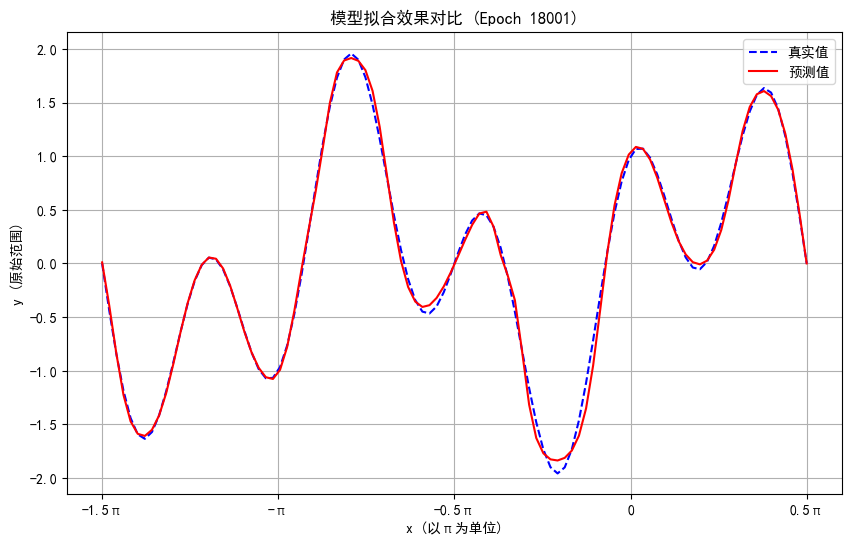 模型拟合效果对比 (Epoch 18001)
真实值
预测值
y (原始范围)
2.0
1.5
1.0
0.5
0.0
-0.5
-1.0
-1.5
-2.0
-1.5π
-π
-0.5π
0
0.5π
x (以π为单位)